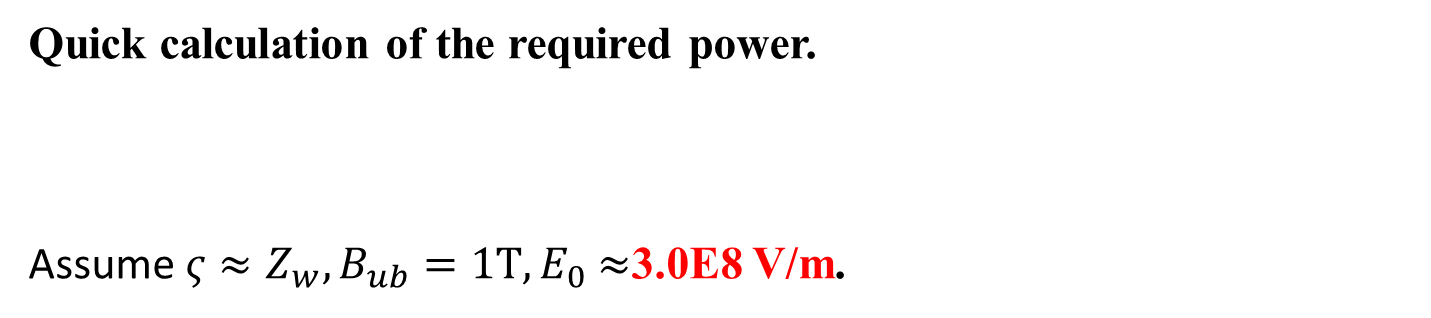 Quick calculation of the required power.
Assume ς ≈ Z_w, B_ub = 1T, E_0 ≈3.0E8 V/m.